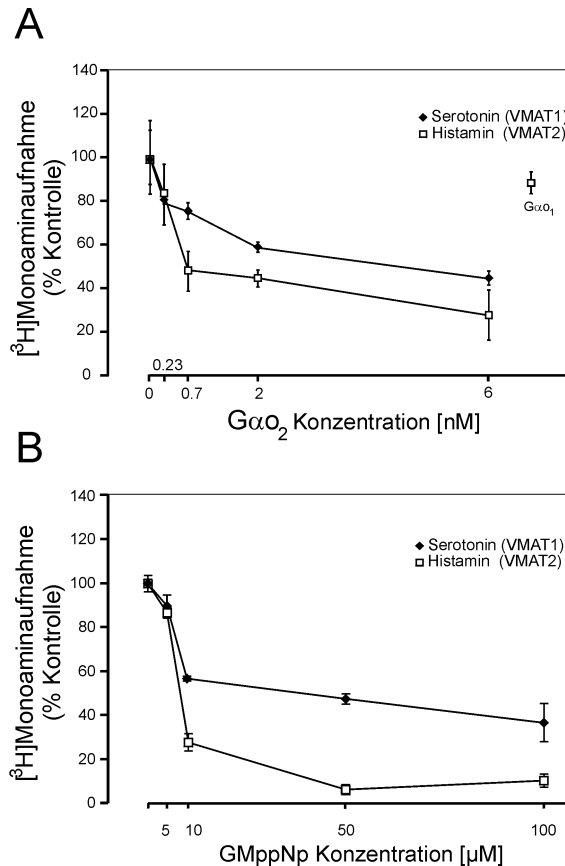 A
140
120
100
80
60
40
20
0
[³H]Monoaminaufnahme
(% Kontrolle)
Serotonin (VMAT1)
Histamin (VMAT2)
Gαo₁
0.23
0 0.7 2 6
Gαo₂ Konzentration [nM]
B
140
120
100
80
60
40
20
0
[³H]Monoaminaufnahme
(% Kontrolle)
Serotonin (VMAT1)
Histamin (VMAT2)
5 10 50 100
GMppNp Konzentration [µM]